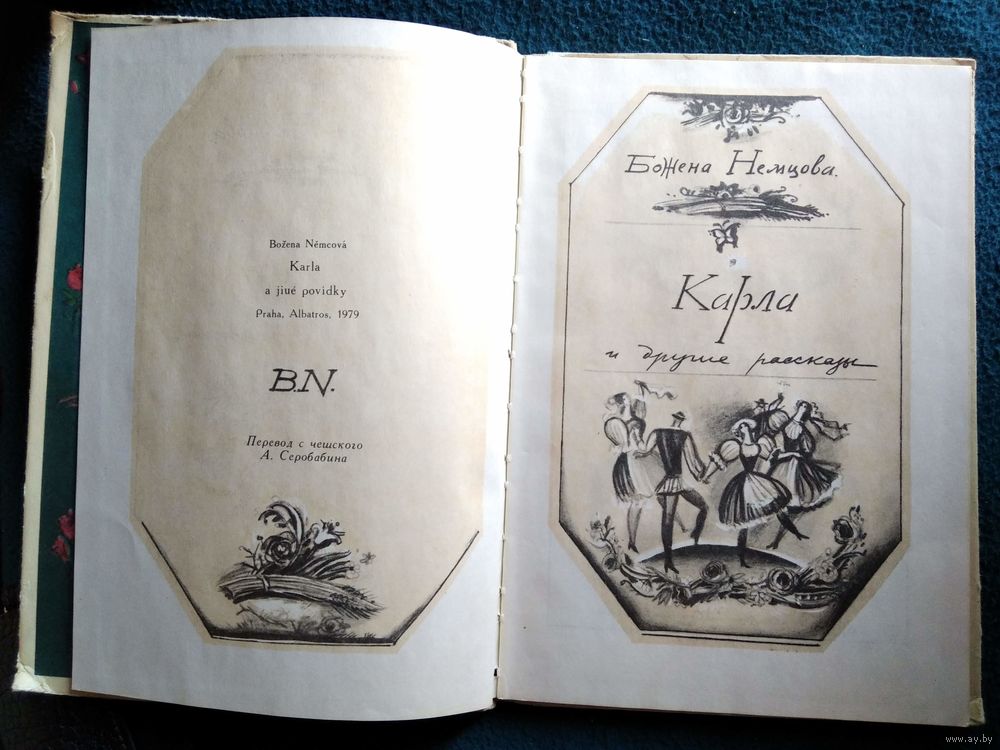 Božena Němcová
Karla
a jiué povidky
Praha, Albatros, 1979
B.N.
Перевод с чешского
А. Серобабина
Божена Немцова.
Карла
и другие рассказы
www.ay.by